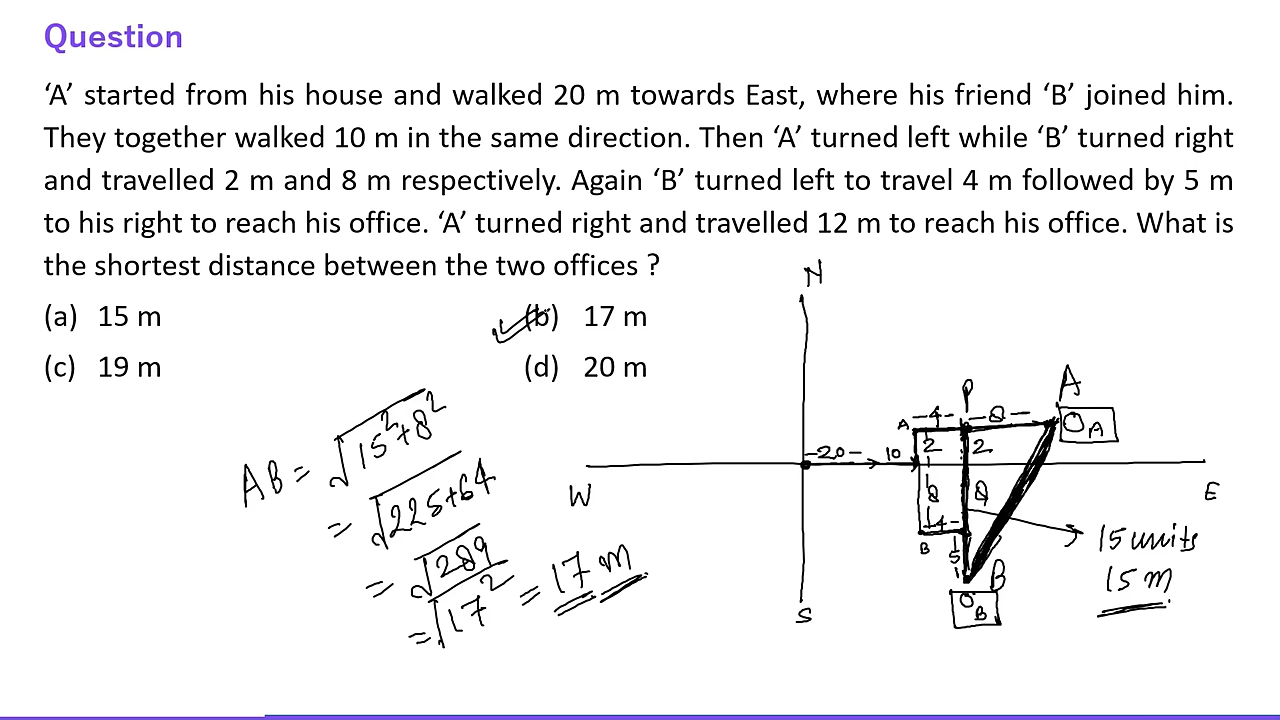 Question
‘A’ started from his house and walked 20 m towards East, where his friend ‘B’ joined him.
They together walked 10 m in the same direction. Then ‘A’ turned left while ‘B’ turned right
and travelled 2 m and 8 m respectively. Again ‘B’ turned left to travel 4 m followed by 5 m
to his right to reach his office. ‘A’ turned right and travelled 12 m to reach his office. What is
the shortest distance between the two offices ?
(a) 15 m
(b) 17 m
(c) 19 m
(d) 20 m
N
P
A
A -4- -8-
O_A
2 2
-20- 10
W
E
8 8
-4-
B
5
B
O_B
S
15 units
15 m
AB = √15² + 8²
= √225 + 64
= √289
= √17² = 17 m